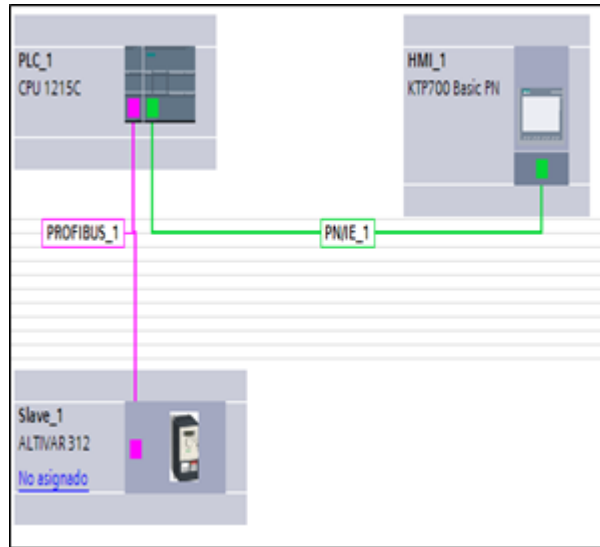 PLC_1
CPU 1215C
HMI_1
KTP700 Basic PN
PROFIBUS_1
PN/IE_1
Slave_1
ALTIVAR 312
No asignado